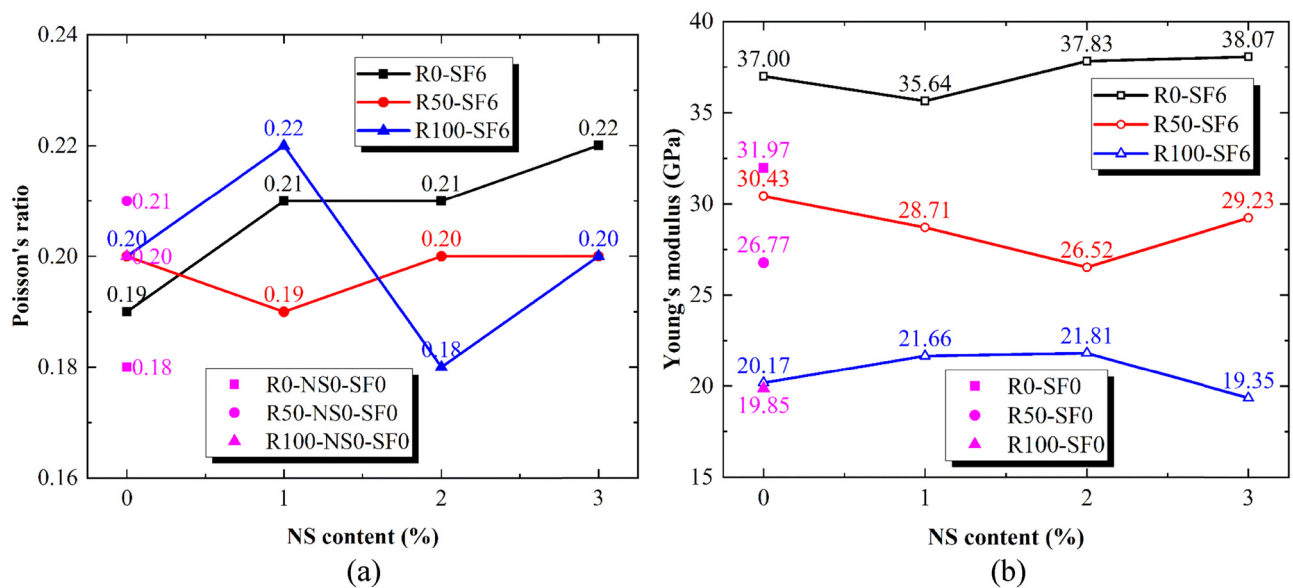 0.24
0.22
0.20
0.18
0.16
Poisson's ratio
R0-SF6
R50-SF6
R100-SF6
0.22
0.22
0.21
0.21
0.21
0.20
0.20
0.20
0.20
0.19
0.19
0.18
0.18
R0-NS0-SF0
R50-NS0-SF0
R100-NS0-SF0
0
1
2
3
NS content (%)
(a)
40
35
30
25
20
15
Young's modulus (GPa)
37.00
35.64
37.83
38.07
R0-SF6
R50-SF6
R100-SF6
31.97
30.43
28.71
26.52
29.23
26.77
20.17
21.66
21.81
19.35
19.85
R0-SF0
R50-SF0
R100-SF0
0
1
2
3
NS content (%)
(b)